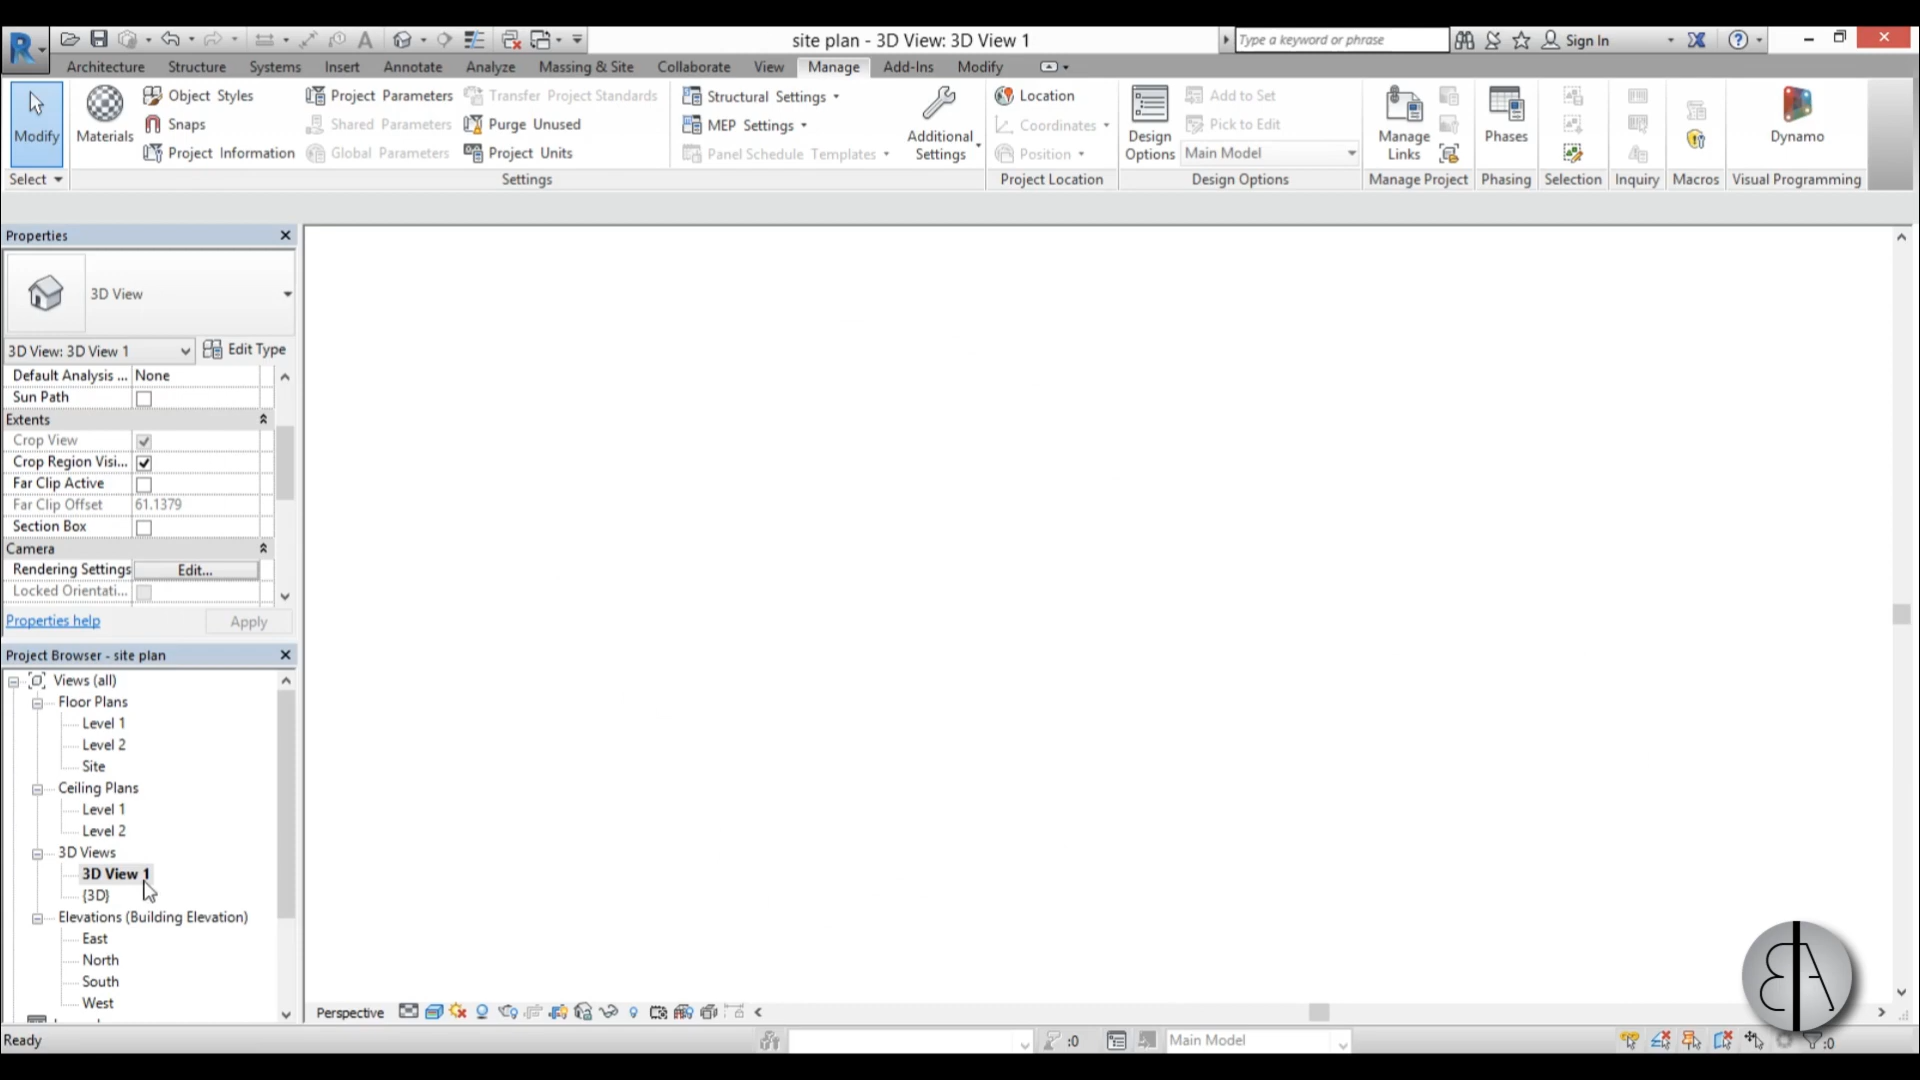 site plan - 3D View: 3D View 1
Type a keyword or phrase
Sign In
Architecture Structure Systems Insert Annotate Analyze Massing & Site Collaborate View Manage Add-Ins Modify
Modify
Materials
Object Styles
Snaps
Project Information
Project Parameters
Shared Parameters
Global Parameters
Transfer Project Standards
Purge Unused
Project Units
Structural Settings
MEP Settings
Panel Schedule Templates
Additional
Settings
Location
Coordinates
Position
Design
Options
Add to Set
Pick to Edit
Main Model
Manage
Links
Phases
Dynamo
Select
Settings
Project Location
Design Options
Manage Project
Phasing
Selection
Inquiry
Macros
Visual Programming
Properties
3D View
3D View: 3D View 1
Edit Type
Default Analysis ... None
Sun Path
Extents
Crop View
Crop Region Visi...
Far Clip Active
Far Clip Offset 61.1379
Section Box
Camera
Rendering Settings Edit...
Locked Orientati...
Properties help
Apply
Project Browser - site plan
Views (all)
Floor Plans
Level 1
Level 2
Site
Ceiling Plans
Level 1
Level 2
3D Views
3D View 1
{3D}
Elevations (Building Elevation)
East
North
South
West
Perspective
Ready
:0
Main Model
:0